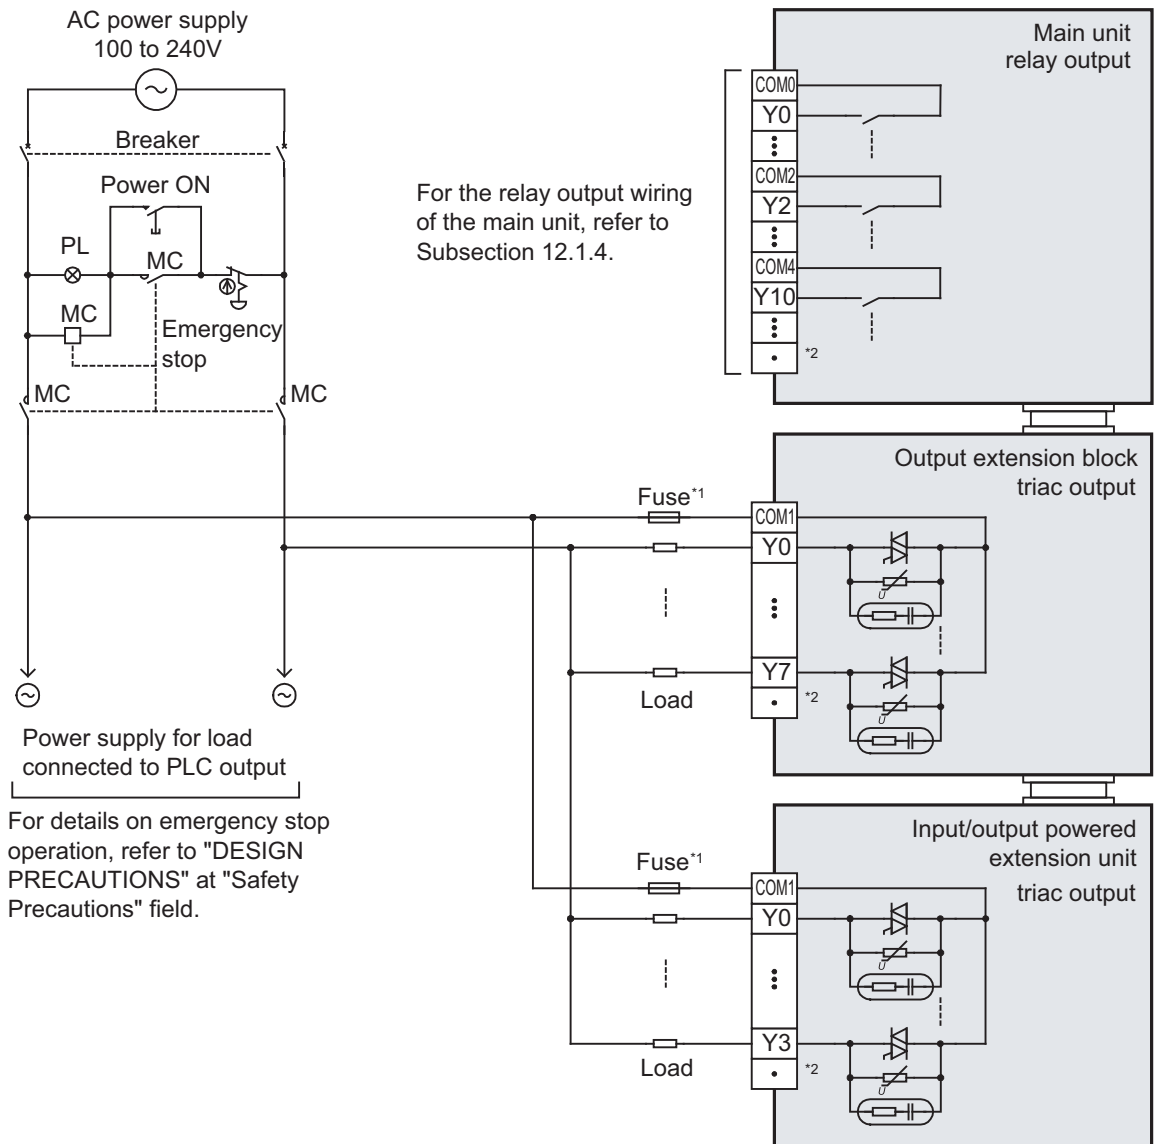 AC power supply
100 to 240V
Breaker
Power ON
PL
MC
MC
Emergency
stop
MC
MC
Power supply for load
connected to PLC output
For details on emergency stop
operation, refer to "DESIGN
PRECAUTIONS" at "Safety
Precautions" field.
For the relay output wiring
of the main unit, refer to
Subsection 12.1.4.
Main unit
relay output
COM0
Y0
COM2
Y2
COM4
Y10
*2
Output extension block
triac output
Fuse*1
COM1
Y0
U
Y7
Load
*2
U
Input/output powered
extension unit
triac output
Fuse*1
COM1
Y0
U
Y3
Load
*2
U